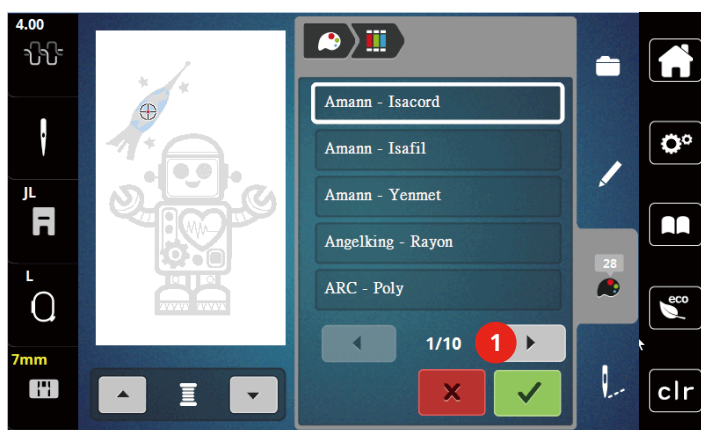 4.00
JL
L
7mm
Amann - Isacord
Amann - Isafil
Amann - Yenmet
Angelking - Rayon
ARC - Poly
1/10
1
28
eco
clr